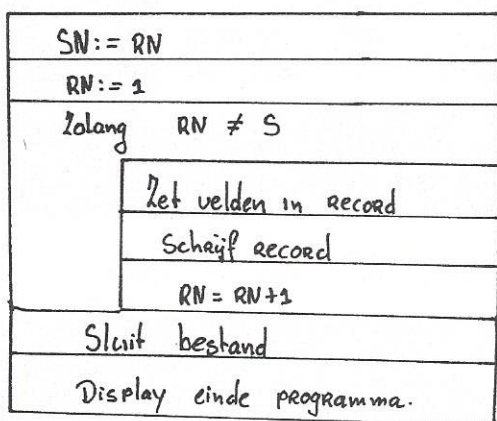 SN:= RN
RN:= 1
Zolang RN ≠ S
Zet velden in record
Schrijf record
RN = RN+1
Sluit bestand
Display einde programma.